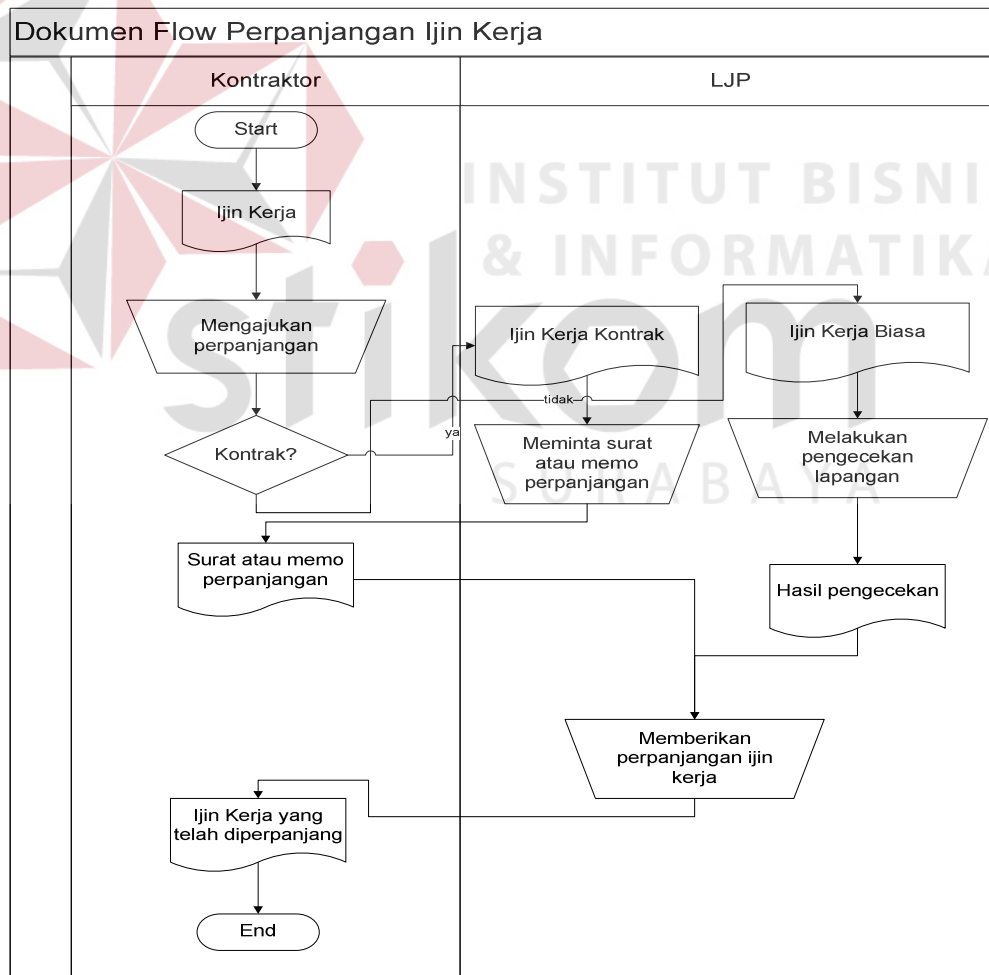 Dokumen Flow Perpanjangan Ijin Kerja
Kontraktor
LJP
Start
Ijin Kerja
INSTITUT BISNI
& INFORMATIKA
stikom
SURABAYA
Mengajukan
perpanjangan
Ijin Kerja Kontrak
Ijin Kerja Biasa
tidak
ya
Kontrak?
Meminta surat
atau memo
perpanjangan
Melakukan
pengecekan
lapangan
Surat atau memo
perpanjangan
Hasil pengecekan
Memberikan
perpanjangan ijin
kerja
Ijin Kerja yang
telah diperpanjang
End